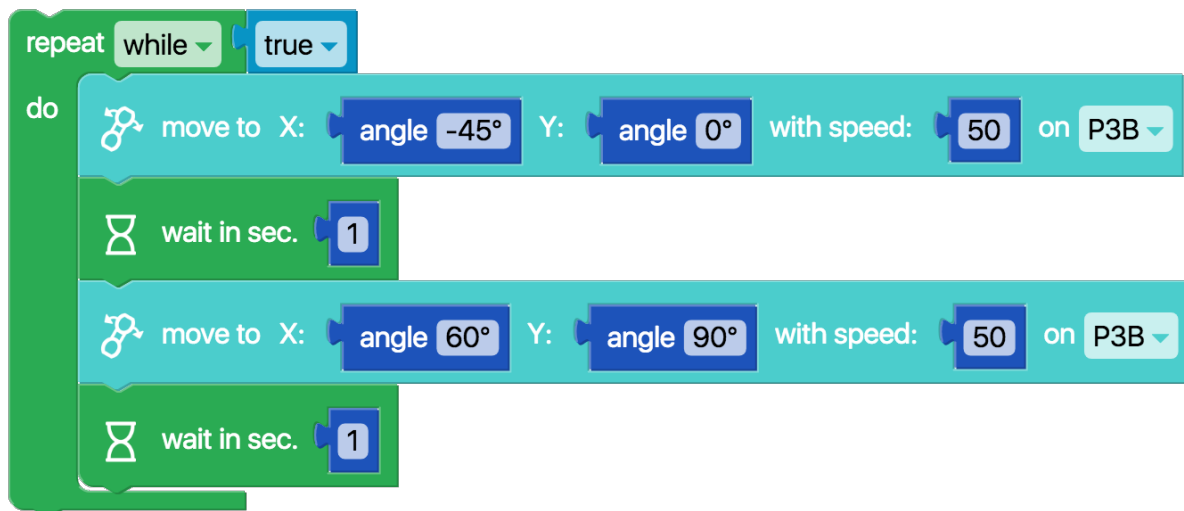 repeat while true
do move to X: angle -45° Y: angle 0° with speed: 50 on P3B
wait in sec. 1
move to X: angle 60° Y: angle 90° with speed: 50 on P3B
wait in sec. 1